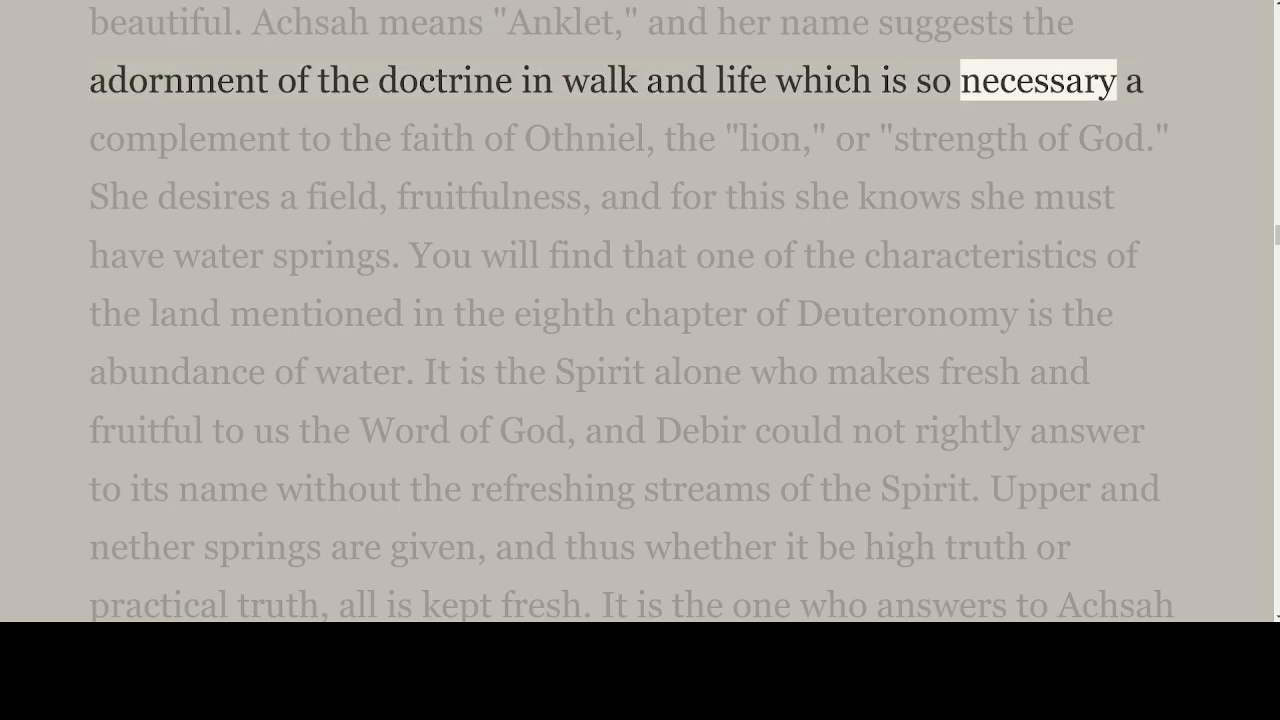 beautiful. Achsah means "Anklet," and her name suggests the
adornment of the doctrine in walk and life which is so necessary a
complement to the faith of Othniel, the "lion," or "strength of God."
She desires a field, fruitfulness, and for this she knows she must
have water springs. You will find that one of the characteristics of
the land mentioned in the eighth chapter of Deuteronomy is the
abundance of water. It is the Spirit alone who makes fresh and
fruitful to us the Word of God, and Debir could not rightly answer
to its name without the refreshing streams of the Spirit. Upper and
nether springs are given, and thus whether it be high truth or
practical truth, all is kept fresh. It is the one who answers to Achsah